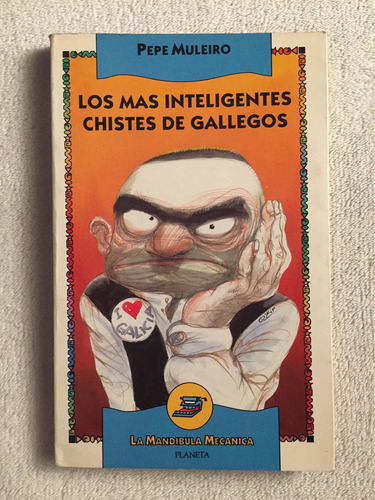 PEPE MULEIRO
LOS MAS INTELIGENTES
CHISTES DE GALLEGOS
I ♥
GALICIA
LA MANDIBULA MECANICA
PLANETA